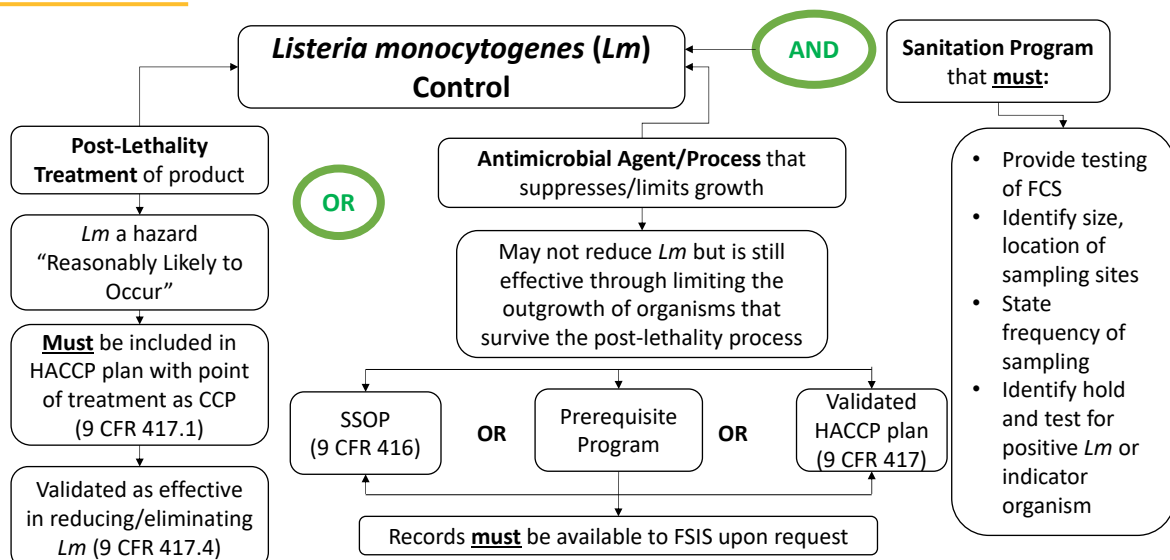 Listeria monocytogenes (Lm)
Control
AND
Sanitation Program
that must:
Post-Lethality
Treatment of product
OR
Antimicrobial Agent/Process that
suppresses/limits growth
Lm a hazard
“Reasonably Likely to
Occur”
May not reduce Lm but is still
effective through limiting the
outgrowth of organisms that
survive the post-lethality process
Must be included in
HACCP plan with point
of treatment as CCP
(9 CFR 417.1)
SSOP
(9 CFR 416)
OR
Prerequisite
Program
OR
Validated
HACCP plan
(9 CFR 417)
Validated as effective
in reducing/eliminating
Lm (9 CFR 417.4)
Records must be available to FSIS upon request
• Provide testing
of FCS
• Identify size,
location of
sampling sites
• State
frequency of
sampling
• Identify hold
and test for
positive Lm or
indicator
organism